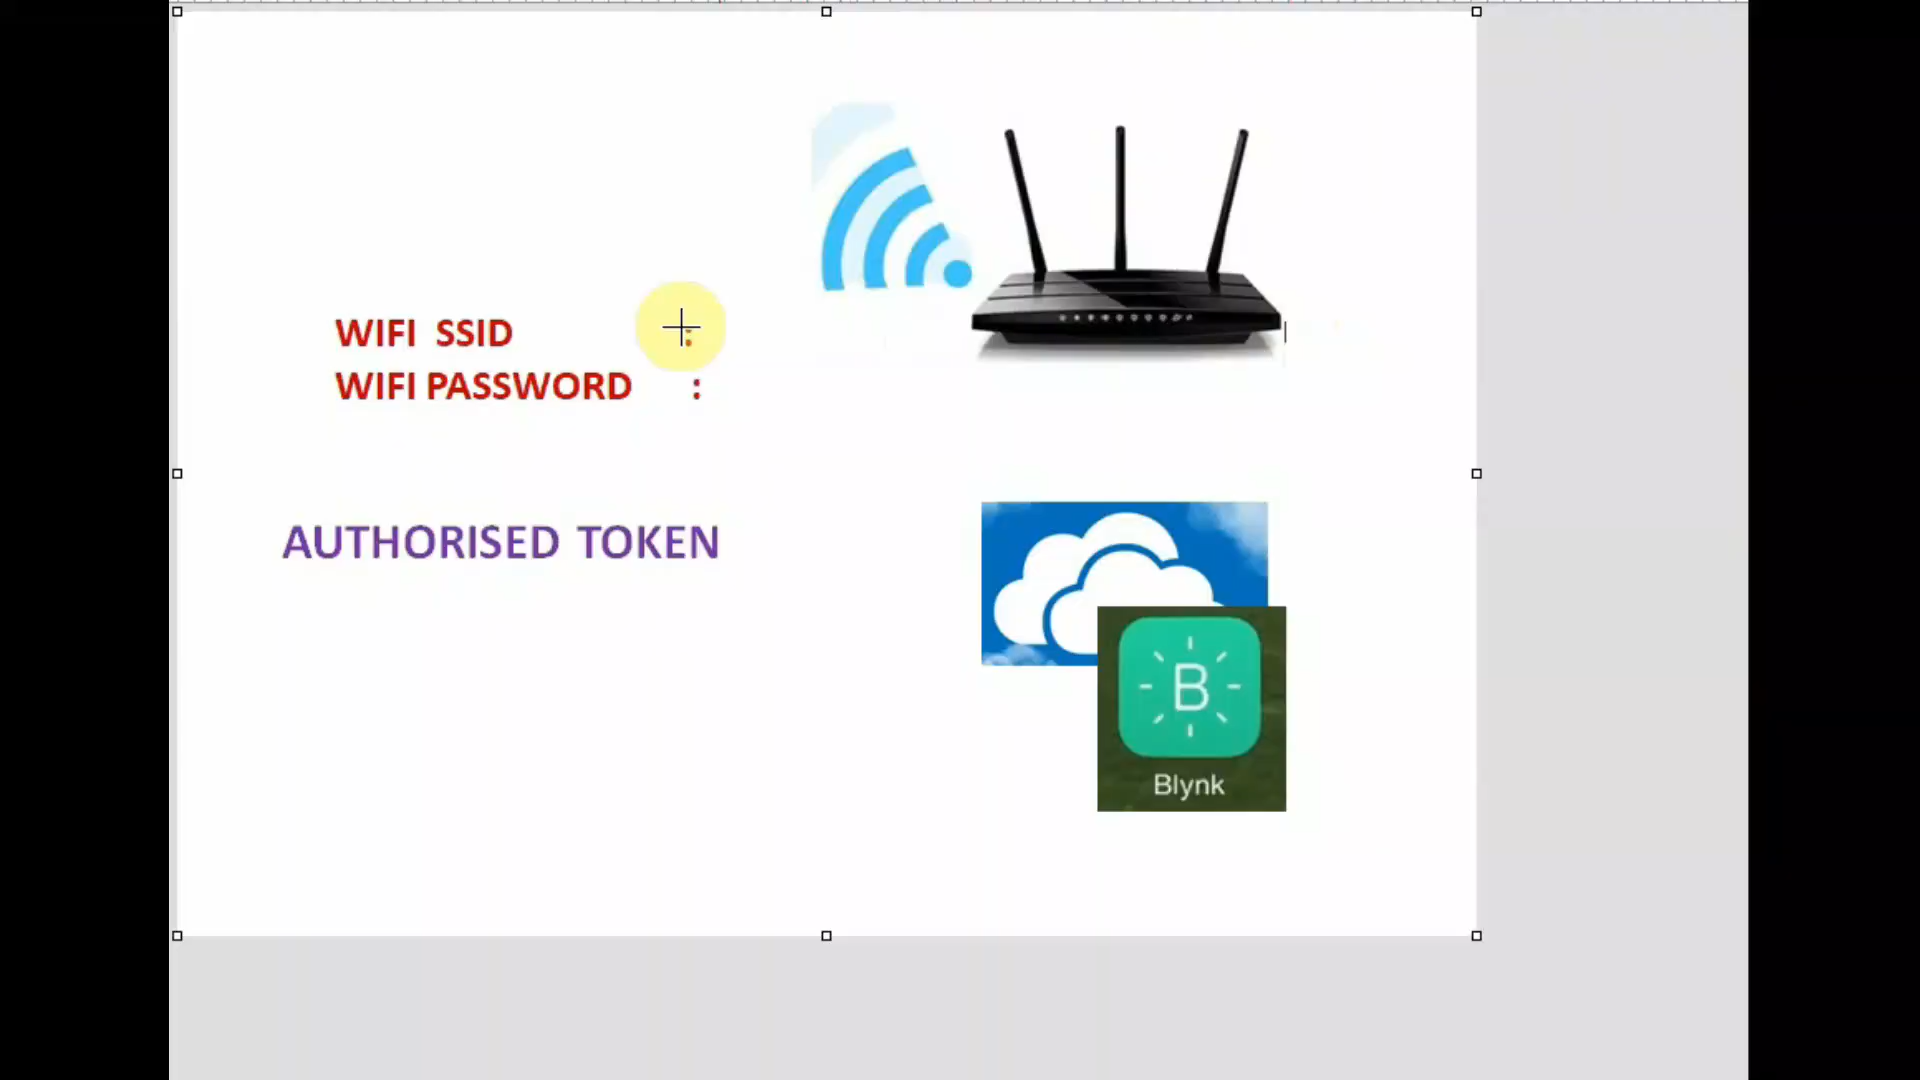 WIFI SSID :
WIFI PASSWORD :
AUTHORISED TOKEN
B
Blynk